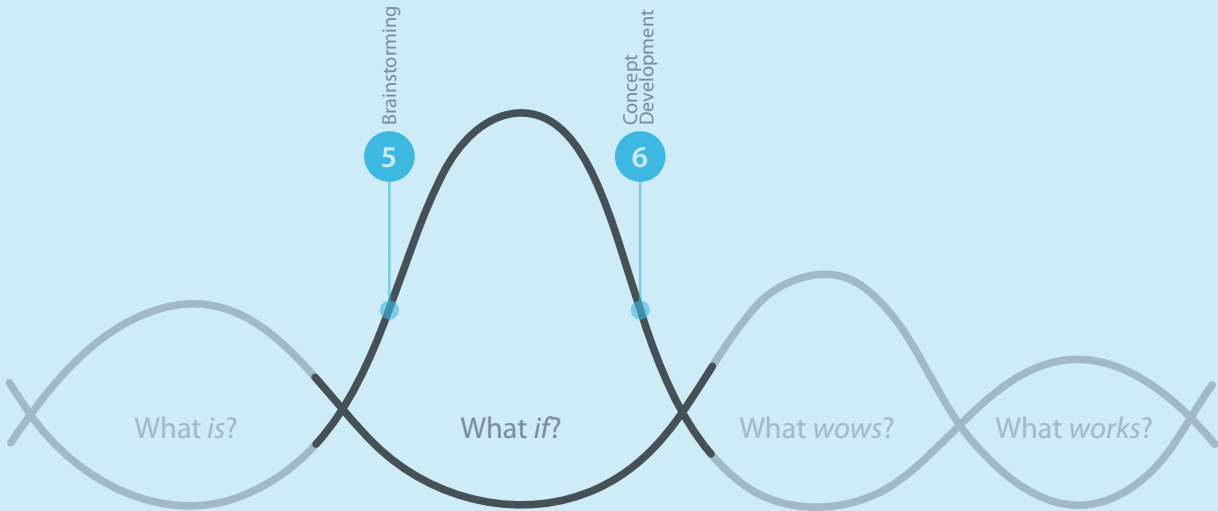 Brainstorming
5
Concept
Development
6
What is?
What if?
What wows?
What works?